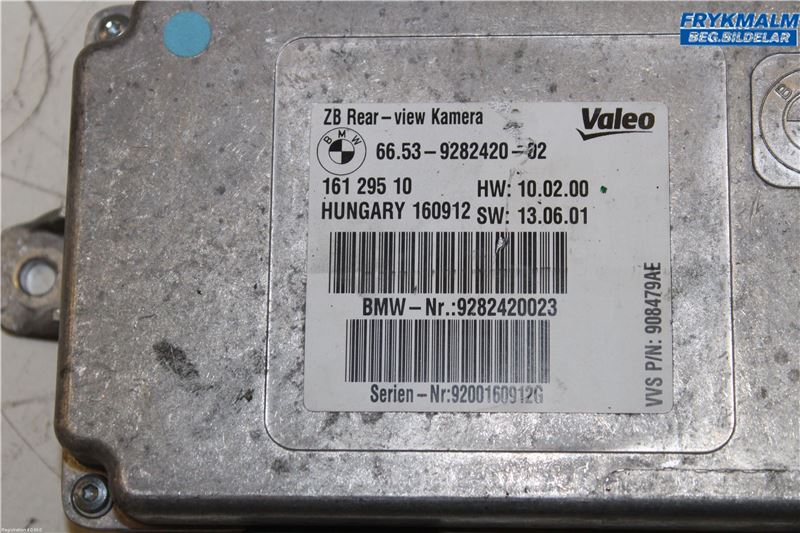 FRYKMALM
BEG.BILDELAR
ZB Rear-view Kamera
Valeo
BMW
66.53-9282420-02
161 295 10 HW: 10.02.00
HUNGARY 160912 SW: 13.06.01
BMW-Nr.:9282420023
Serien-Nr:9200160912G
VVS P/N: 908479AE